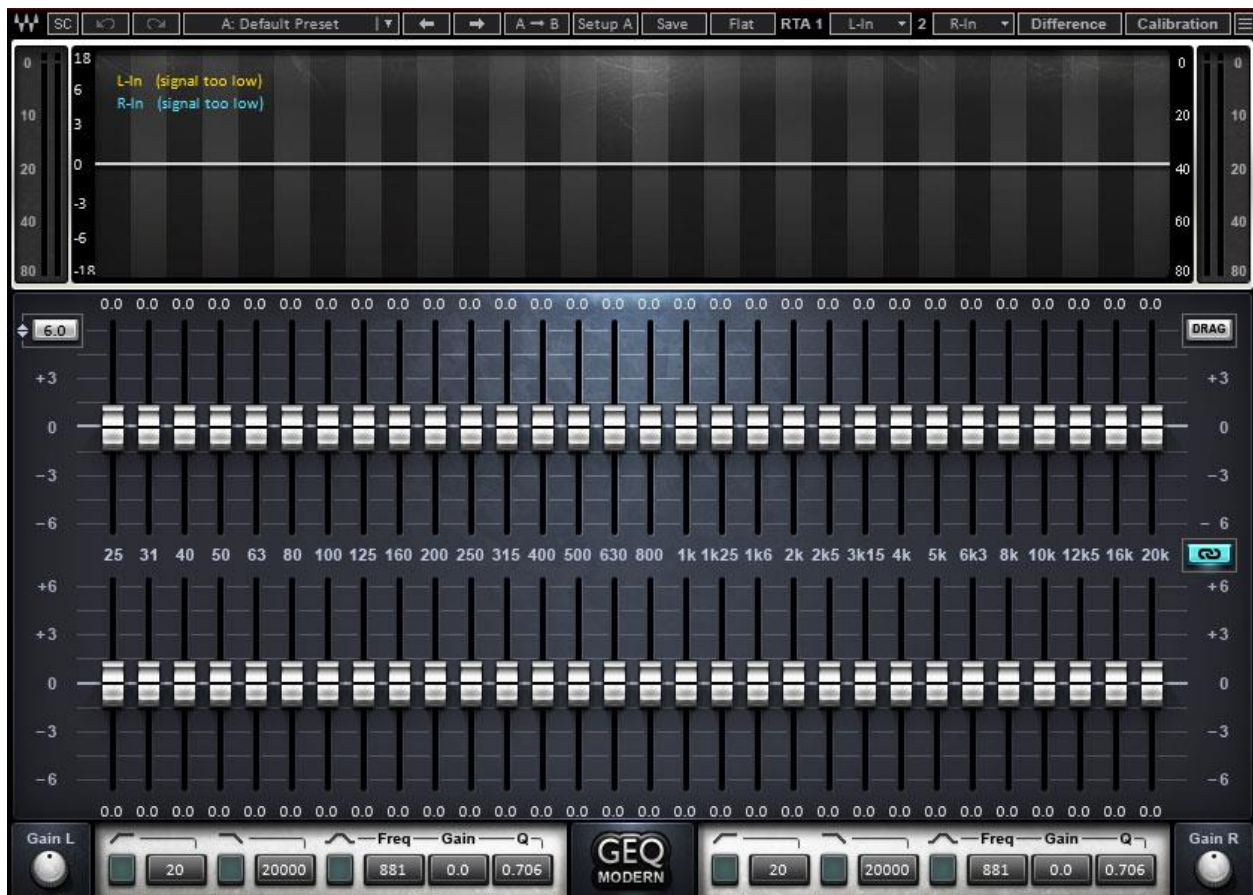 SC A: Default Preset A → B Setup A Save Flat RTA 1 L-In 2 R-In Difference Calibration
0 18 0 0
L-In (signal too low)
6
R-In (signal too low)
10 3 20 10
20 0 40 20
-3
40 -6 60 40
80 -18 80 80
0.0 0.0 0.0 0.0 0.0 0.0 0.0 0.0 0.0 0.0 0.0 0.0 0.0 0.0 0.0 0.0 0.0 0.0 0.0 0.0 0.0 0.0 0.0 0.0 0.0 0.0 0.0 0.0 0.0 0.0
6.0 DRAG
+3 +3
0 0
-3 -3
-6 - 6
25 31 40 50 63 80 100 125 160 200 250 315 400 500 630 800 1k 1k25 1k6 2k 2k5 3k15 4k 5k 6k3 8k 10k 12k5 16k 20k
+6 +6
+3 +3
0 0
-3 -3
-6 -6
0.0 0.0 0.0 0.0 0.0 0.0 0.0 0.0 0.0 0.0 0.0 0.0 0.0 0.0 0.0 0.0 0.0 0.0 0.0 0.0 0.0 0.0 0.0 0.0 0.0 0.0 0.0 0.0 0.0 0.0
Gain L Freq Gain Q GEQ Freq Gain Q Gain R
20 20000 881 0.0 0.706 MODERN 20 20000 881 0.0 0.706